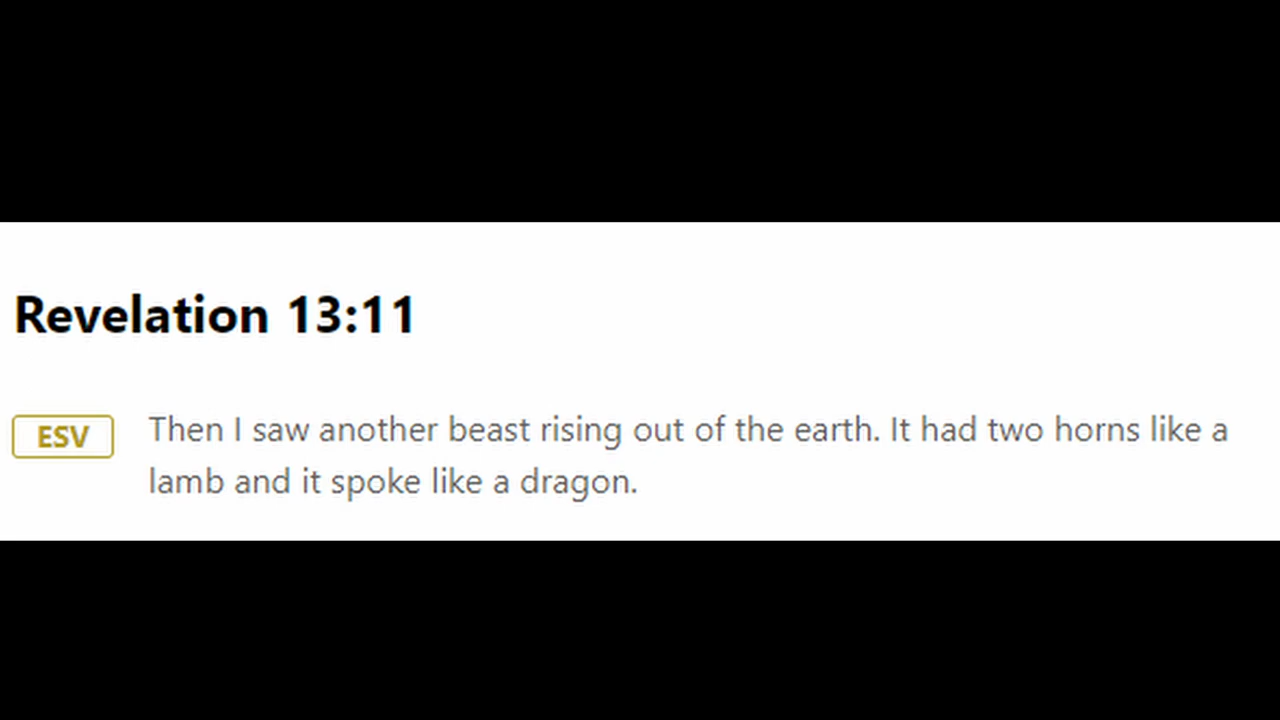 Revelation 13:11
ESV
Then I saw another beast rising out of the earth. It had two horns like a
lamb and it spoke like a dragon.